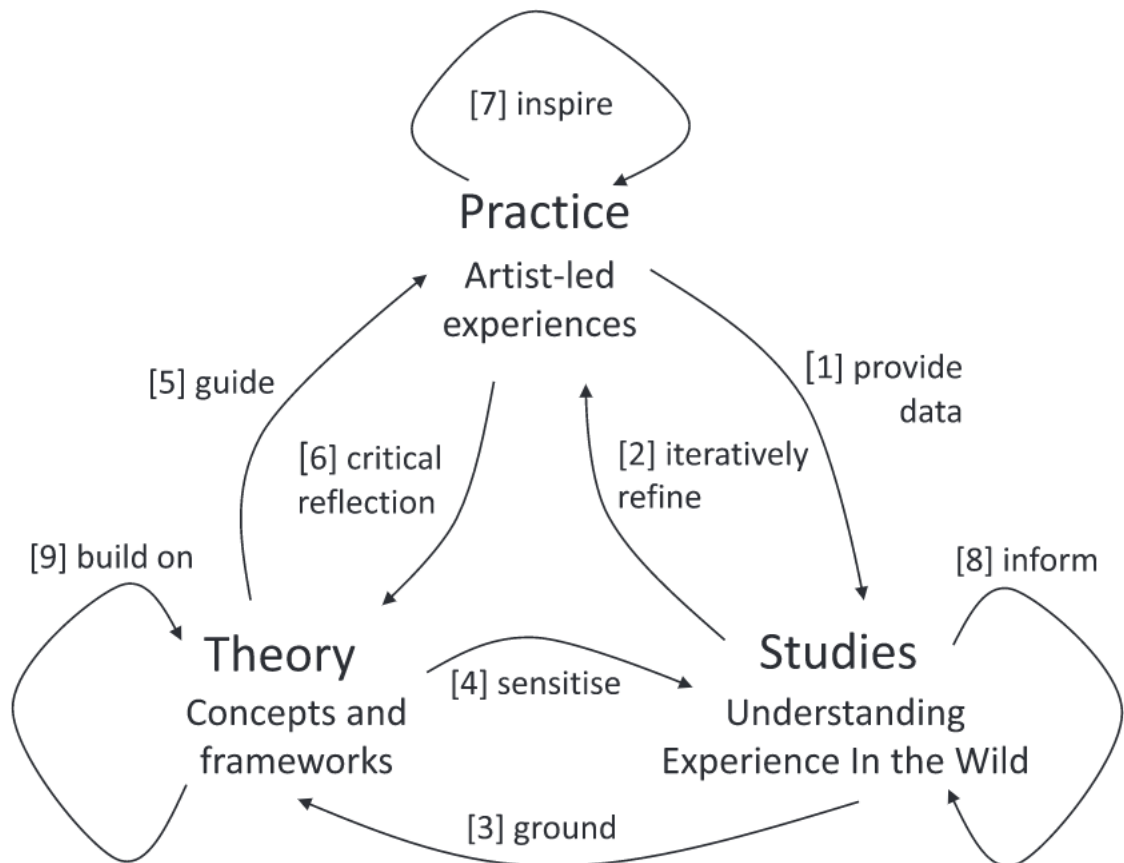 [7] inspire
Practice
Artist-led
experiences
[5] guide
[1] provide
data
[6] critical
reflection
[2] iteratively
refine
[9] build on
[8] inform
Theory
Concepts and
frameworks
[4] sensitise
Studies
Understanding
Experience In the Wild
[3] ground